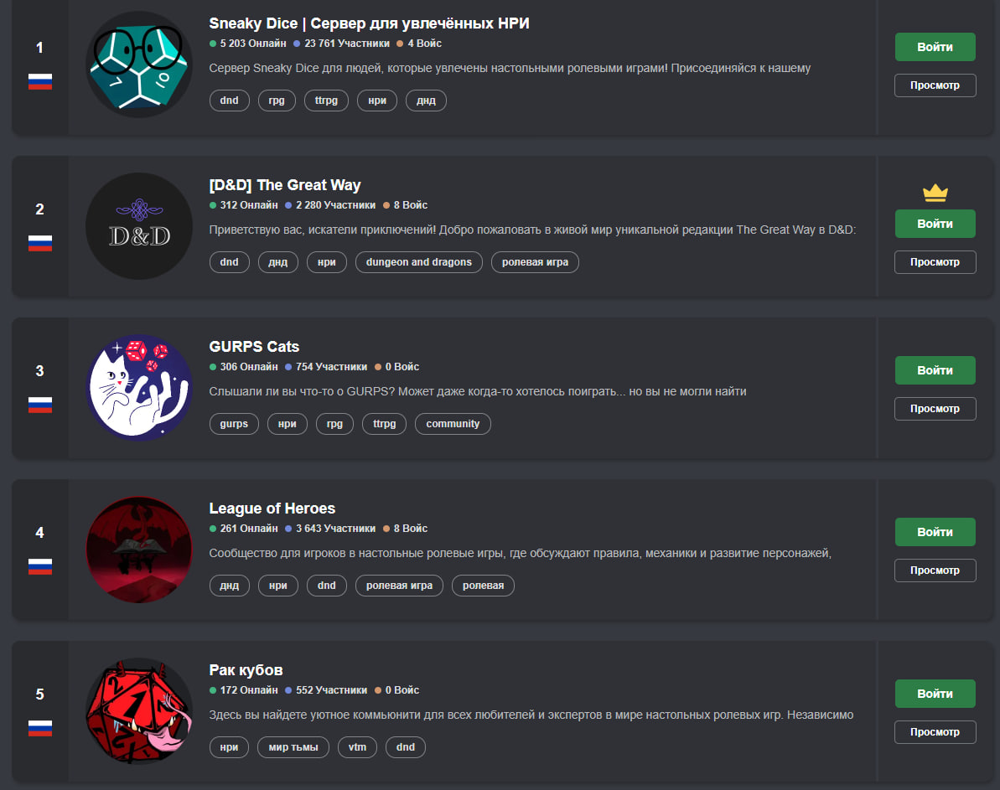 1
Sneaky Dice | Сервер для увлечённых НРИ
5 203 Онлайн 23 761 Участники 4 Войс
Сервер Sneaky Dice для людей, которые увлечены настольными ролевыми играми! Присоединяйся к нашему
dnd грg ttrpg нри днд
Войти
Просмотр
7
10
2
[D&D] The Great Way
312 Онлайн 2 280 Участники 8 Войс
Приветствую вас, искатели приключений! Добро пожаловать в живой мир уникальной редакции The Great Way в D&D:
dnd днд нри dungeon and dragons ролевая игра
Войти
Просмотр
D&D
3
GURPS Cats
306 Онлайн 754 Участники 0 Войс
Слышали ли вы что-то о GURPS? Может даже когда-то хотелось поиграть... но вы не могли найти
gurps нри rpg ttrpg community
Войти
Просмотр
4
League of Heroes
261 Онлайн 3 643 Участники 8 Войс
Сообщество для игроков в настольные ролевые игры, где обсуждают правила, механики и развитие персонажей,
днд нри dnd ролевая игра ролевая
Войти
Просмотр
5
Рак кубов
172 Онлайн 552 Участники 0 Войс
Здесь вы найдете уютное коммьюнити для всех любителей и экспертов в мире настольных ролевых игр. Независимо
нри мир тьмы vtm dnd
Войти
Просмотр
2
1